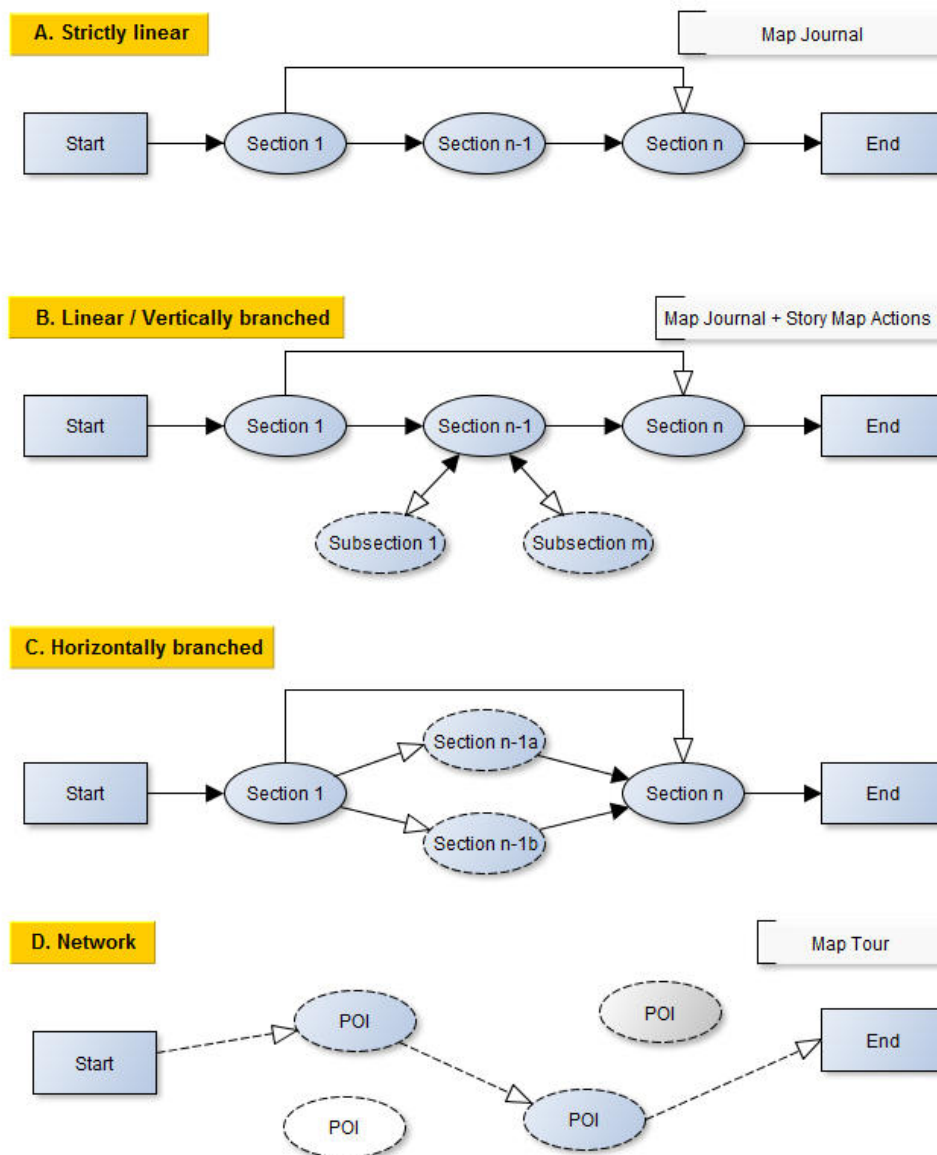 A. Strictly linear
Map Journal
Start
Section 1
Section n-1
Section n
End
B. Linear / Vertically branched
Map Journal + Story Map Actions
Start
Section 1
Section n-1
Section n
End
Subsection 1
Subsection m
C. Horizontally branched
Section n-1a
Start
Section 1
Section n
End
Section n-1b
D. Network
Map Tour
POI
POI
Start
End
POI
POI